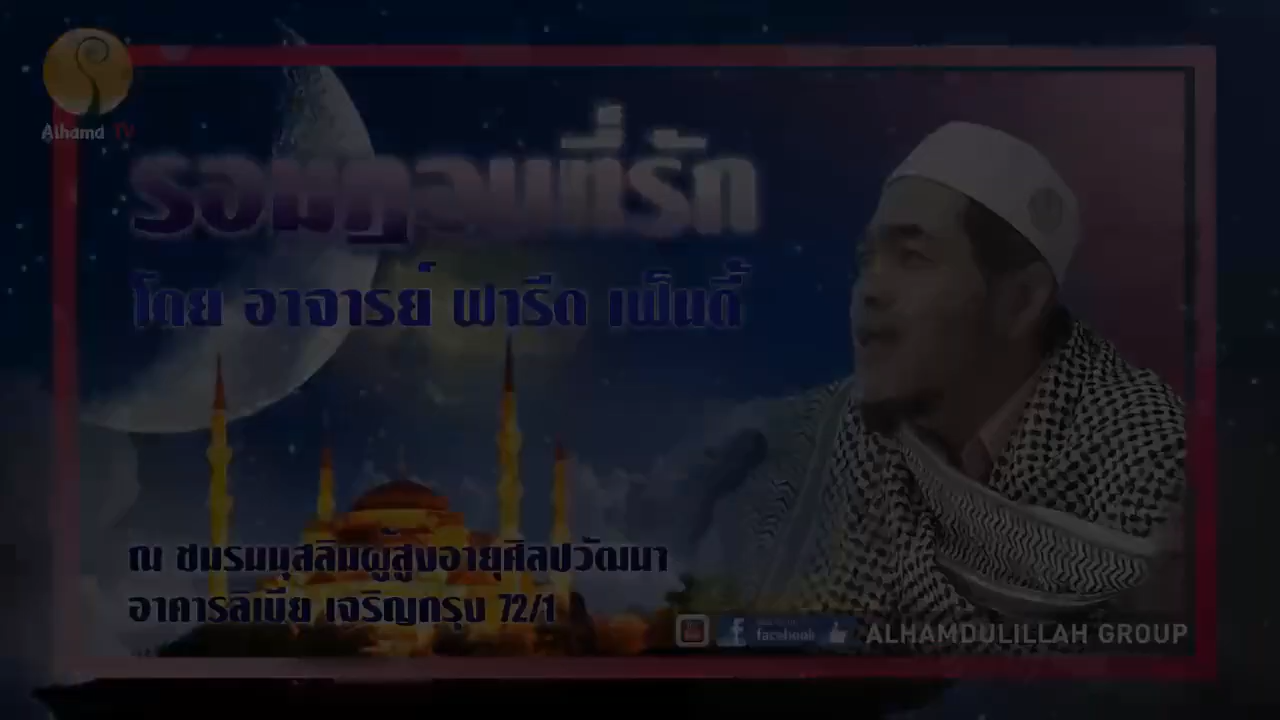 Alhamd TV
รอมฎอนที่รัก
โดย อาจารย์ ฟารีด เฟ็นดี้
ณ ชมรมมุสลิมผู้สูงอายุศิลปวัฒนา
อาคารลิเบีย เจริญกรุง 72/1
facebook
ALHAMDULiLLAH GROUP